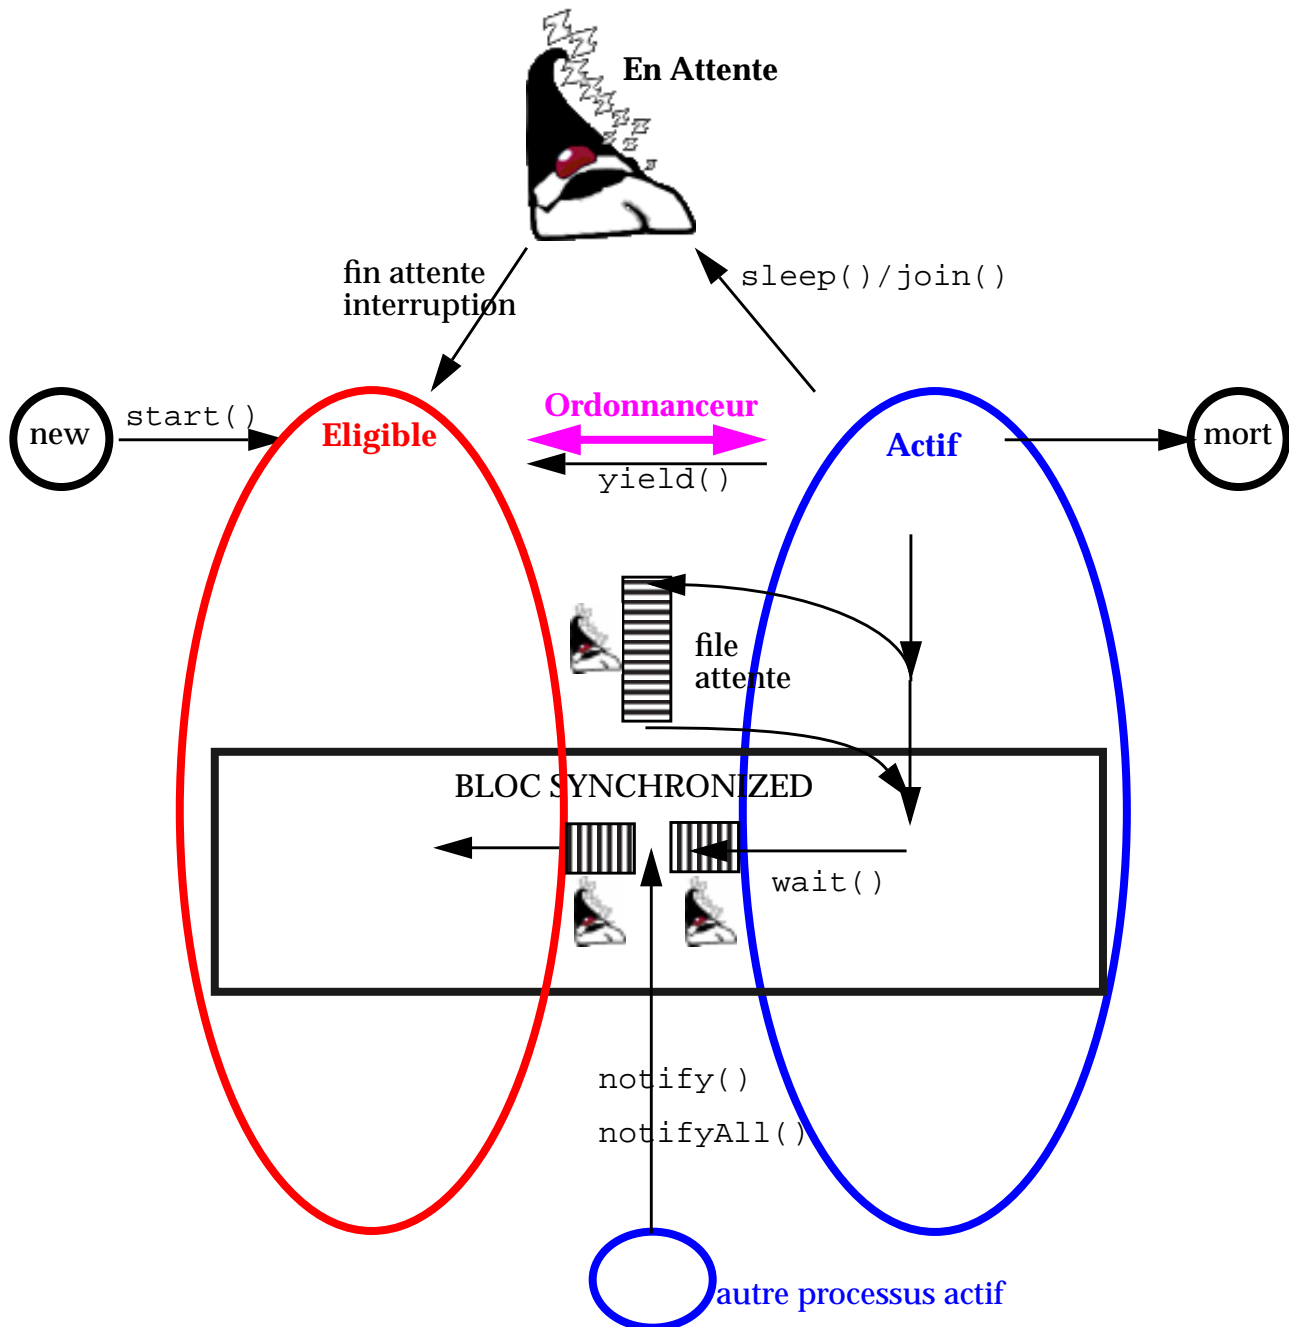 En Attente
fin attente
interruption
sleep()/join()
new
start()
Eligible
Ordonnanceur
yield()
Actif
mort
file
attente
BLOC SYNCHRONIZED
wait()
notify()
notifyAll()
autre processus actif